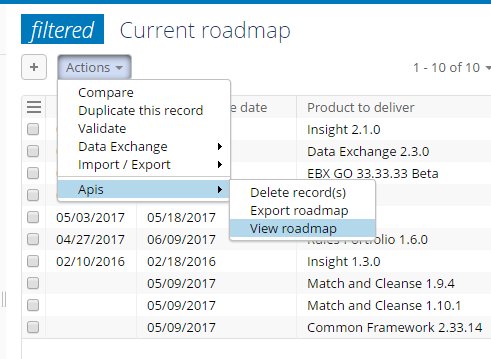 filtered Current roadmap
+ Actions 1 - 10 of 10
Compare
Duplicate this record
Validate
Data Exchange
Import / Export
Apis
Delete record(s)
Export roadmap
View roadmap
date Product to deliver
Insight 2.1.0
Data Exchange 2.3.0
EBX GO 33.33.33 Beta
05/03/2017 05/18/2017
04/27/2017 06/09/2017 Rules Portfolio 1.6.0
02/10/2016 02/18/2016 Insight 1.3.0
05/09/2017 Match and Cleanse 1.9.4
05/09/2017 Match and Cleanse 1.10.1
05/09/2017 Common Framework 2.33.14